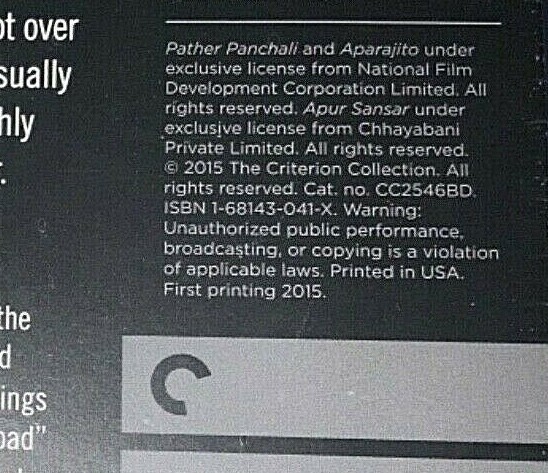 ot over
sually
hly
r.
the
d
ings
oad"
Pather Panchali and Aparajito under
exclusive license from National Film
Development Corporation Limited. All
rights reserved. Apur Sansar under
exclusive license from Chhayabani
Private Limited. All rights reserved.
© 2015 The Criterion Collection. All
rights reserved. Cat. no. CC2546BD.
ISBN 1-68143-041-X. Warning:
Unauthorized public performance,
broadcasting, or copying is a violation
of applicable laws. Printed in USA.
First printing 2015.